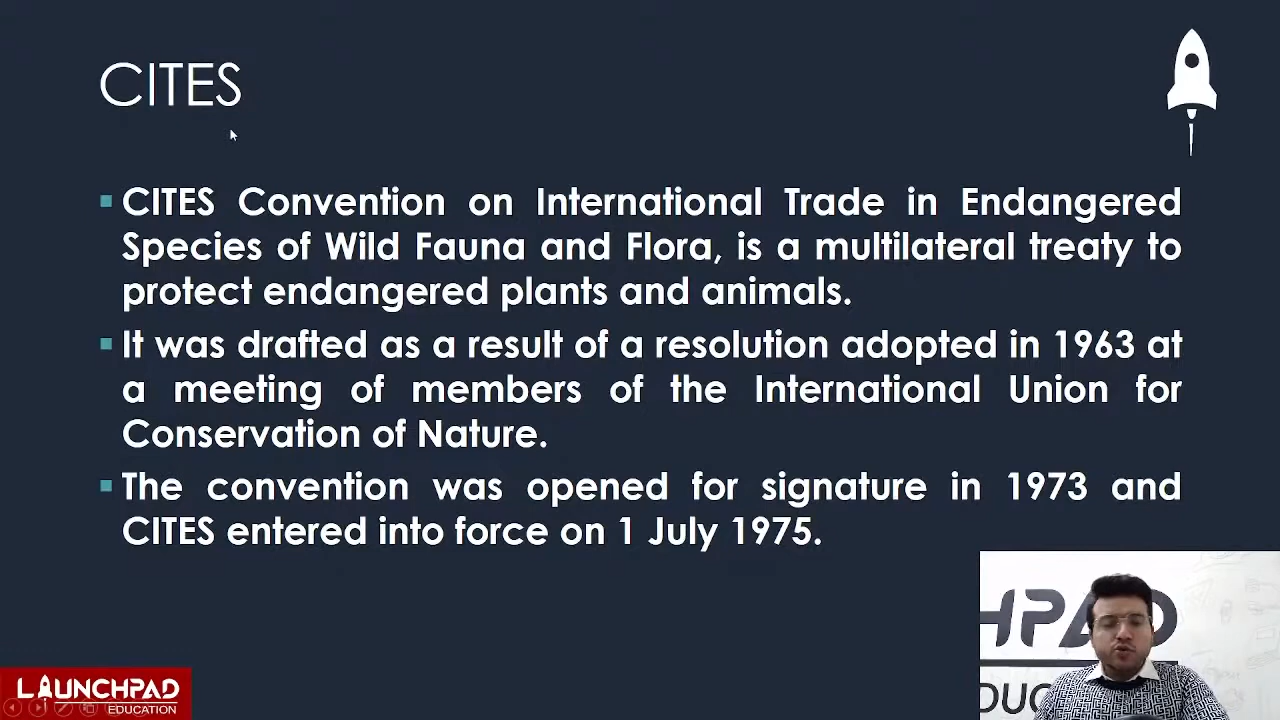 CITES
CITES Convention on International Trade in Endangered
Species of Wild Fauna and Flora, is a multilateral treaty to
protect endangered plants and animals.
It was drafted as a result of a resolution adopted in 1963 at
a meeting of members of the International Union for
Conservation of Nature.
The convention was opened for signature in 1973 and
CITES entered into force on 1 July 1975.
HPAD
LAUNCHPAD
EDUCATION